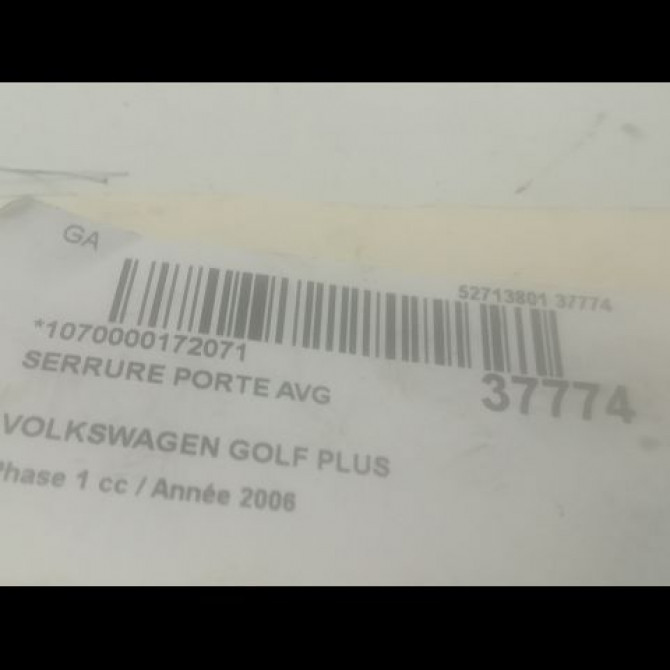 GA
52713801 37774
*1070000172071
SERRURE PORTE AVG
37774
VOLKSWAGEN GOLF PLUS
Phase 1 cc / Année 2006